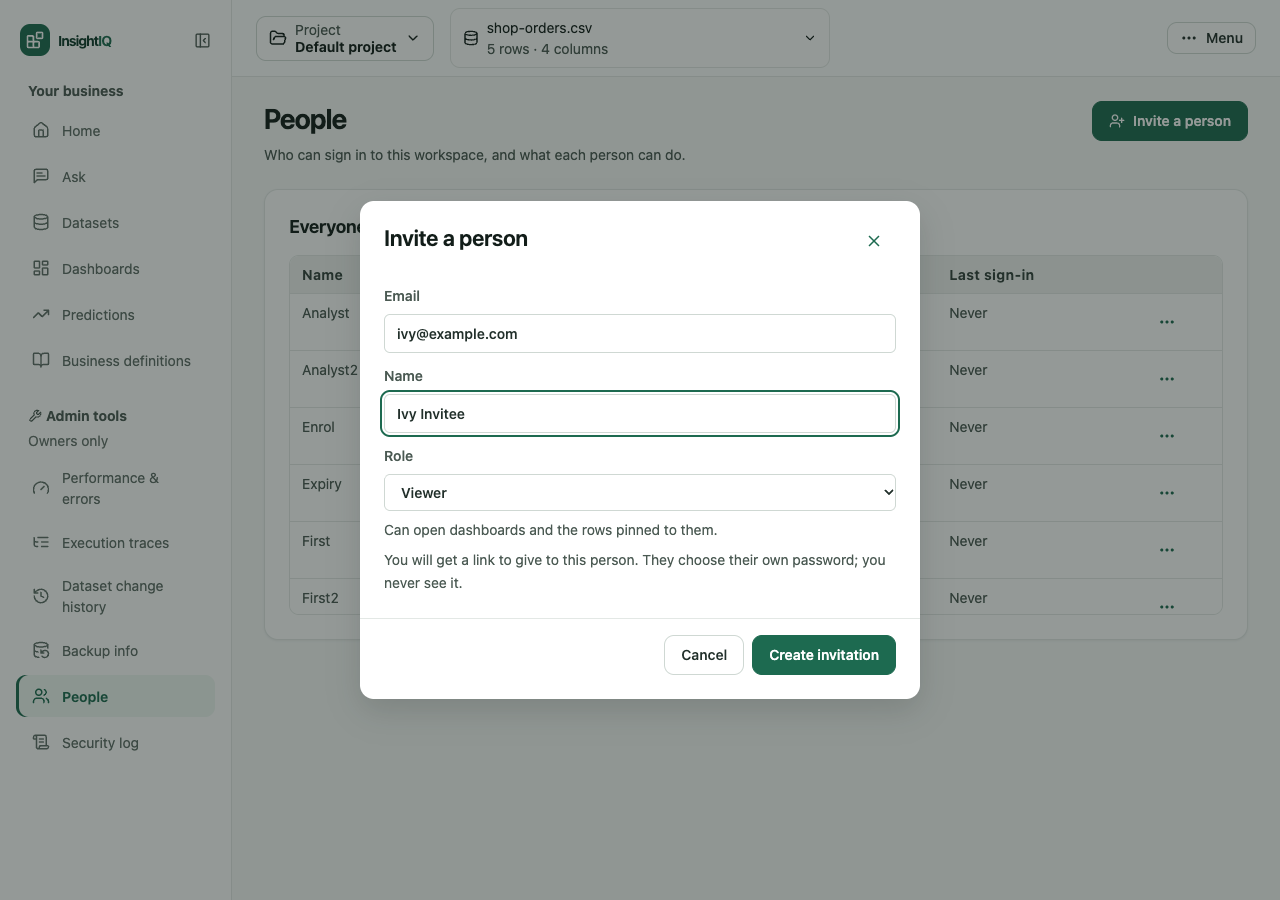 InsightIQ
Project
Default project
shop-orders.csv
5 rows · 4 columns
Menu
Your business
Home
Ask
Datasets
Dashboards
Predictions
Business definitions
Admin tools
Owners only
Performance &
errors
Execution traces
Dataset change
history
Backup info
People
Security log
People
Invite a person
Who can sign in to this workspace, and what each person can do.
Everyone
Name
Last sign-in
Analyst
Never
Analyst2
Never
Enrol
Never
Expiry
Never
First
Never
First2
Never
Invite a person
Email
ivy@example.com
Name
Ivy Invitee
Role
Viewer
Can open dashboards and the rows pinned to them.
You will get a link to give to this person. They choose their own password; you
never see it.
Cancel
Create invitation